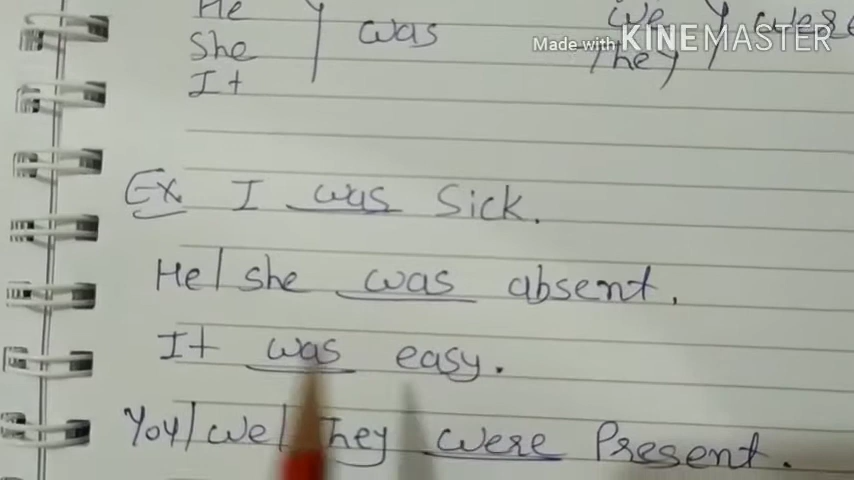 He
She } was
It
we
They } were
Made with KINEMASTER
Ex I was Sick.
He/she was absent.
It was easy.
You/we/They were Present.